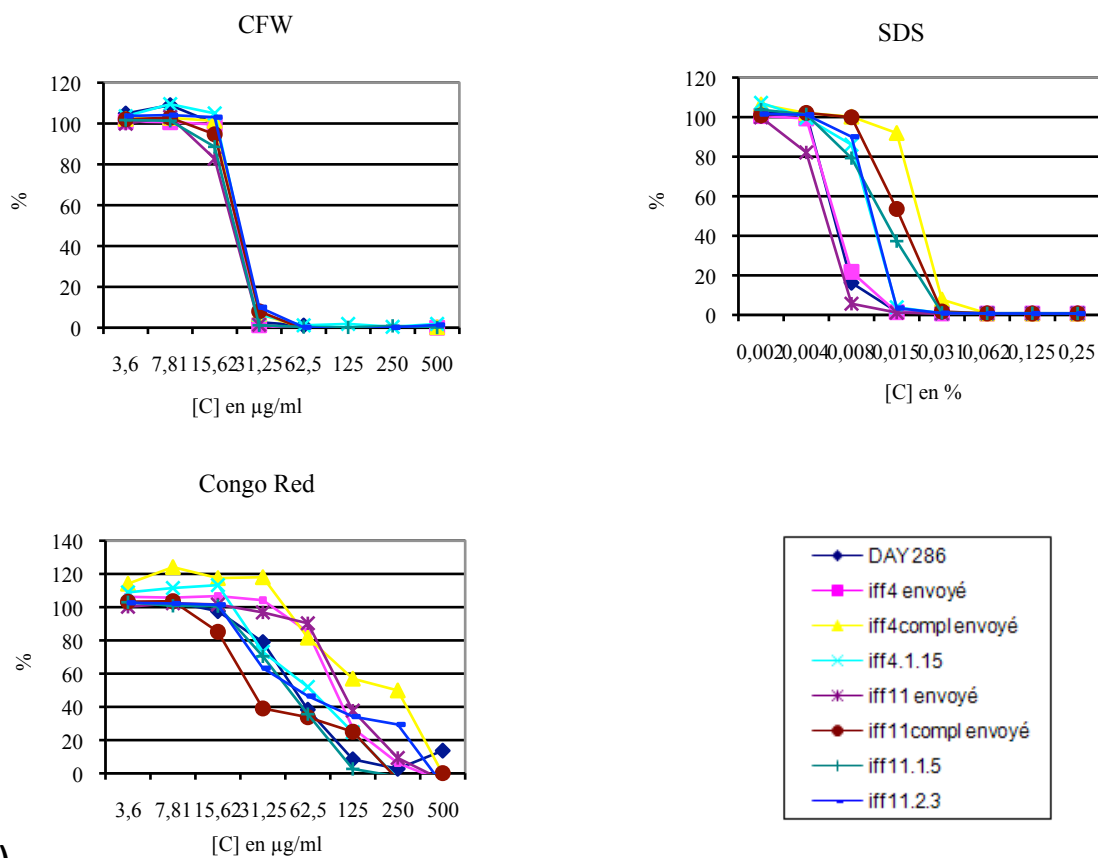 CFW
120
100
80
60
40
20
0
%
3,6 7,81 15,62 31,25 62,5 125 250 500
[C] en µg/ml
SDS
120
100
80
60
40
20
0
%
0,002 0,004 0,008 0,015 0,031 0,062 0,125 0,25
[C] en %
Congo Red
140
120
100
80
60
40
20
0
%
3,6 7,81 15,62 31,25 62,5 125 250 500
[C] en µg/ml
DAY286
iff4 envoyé
iff4compl envoyé
iff4.1.15
iff11 envoyé
iff11compl envoyé
iff11.1.5
iff11.2.3
)